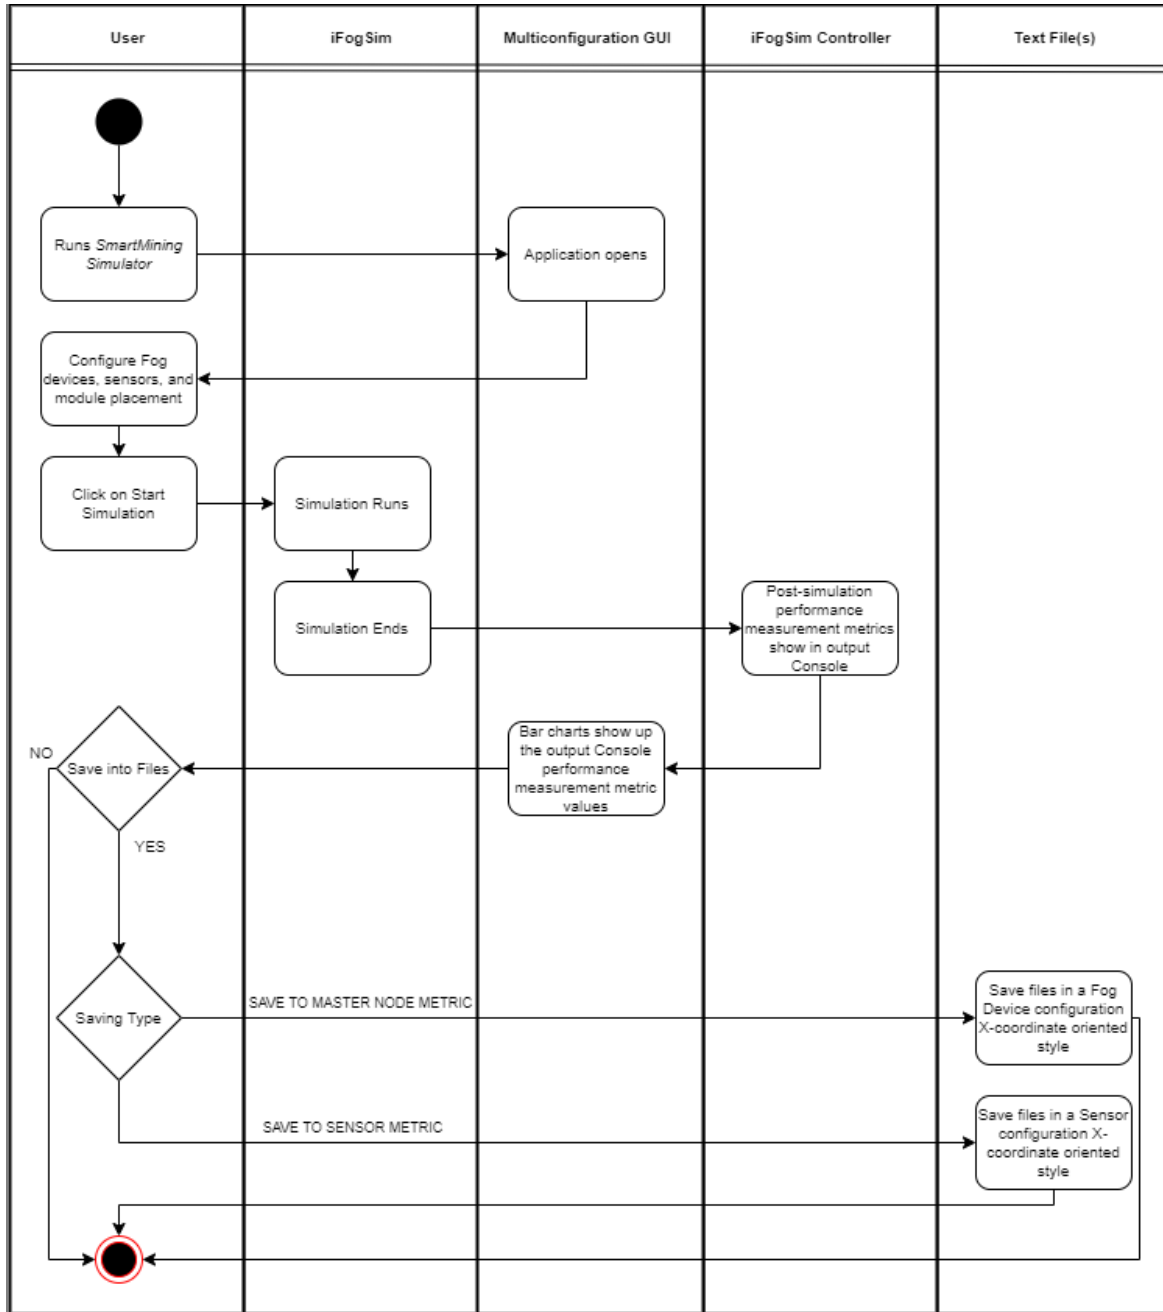 User
iFogSim
Multiconfiguration GUI
iFogSim Controller
Text File(s)
Runs SmartMining
Simulator
Application opens
Configure Fog
devices, sensors, and
module placement
Click on Start
Simulation
Simulation Runs
Simulation Ends
Post-simulation
performance
measurement metrics
show in output
Console
Bar charts show up
the output Console
performance
measurement metric
values
NO
Save into Files
YES
Saving Type
SAVE TO MASTER NODE METRIC
Save files in a Fog
Device configuration
X-coordinate oriented
style
SAVE TO SENSOR METRIC
Save files in a Sensor
configuration X-
coordinate oriented
style